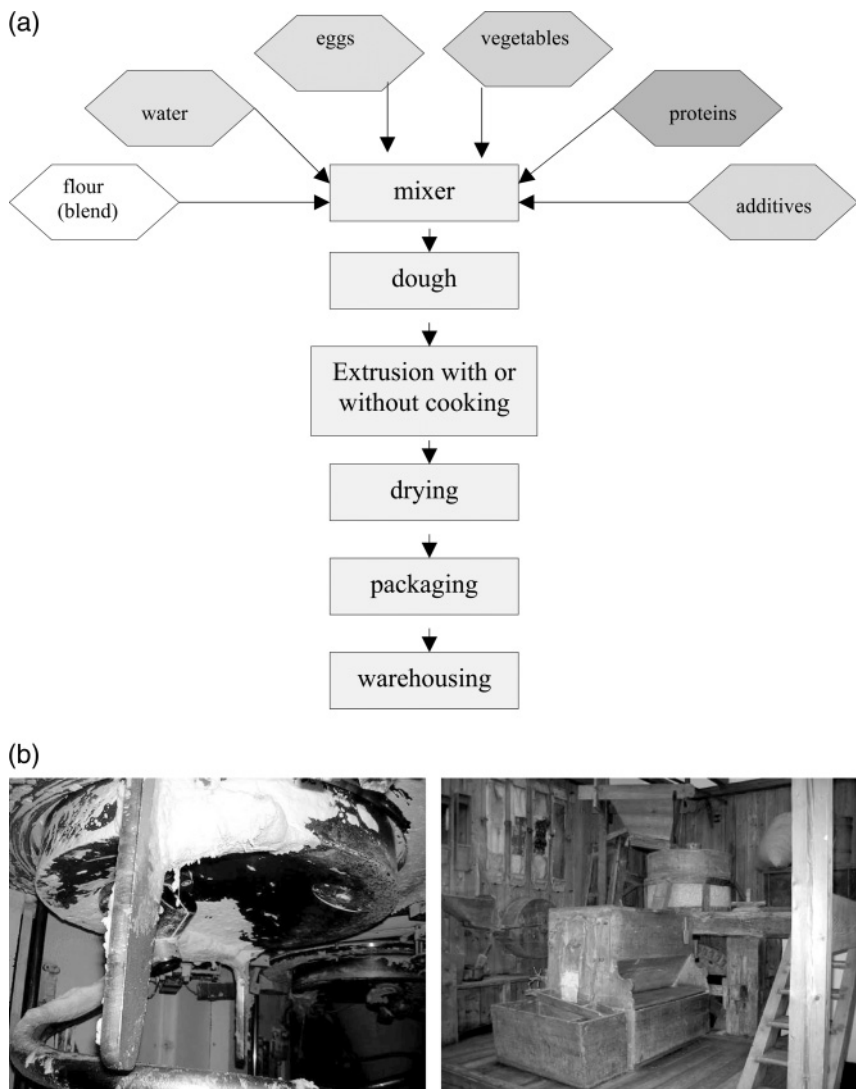 (a)
eggs
vegetables
water
proteins
flour
(blend)
mixer
additives
dough
Extrusion with or
without cooking
drying
packaging
warehousing
(b)